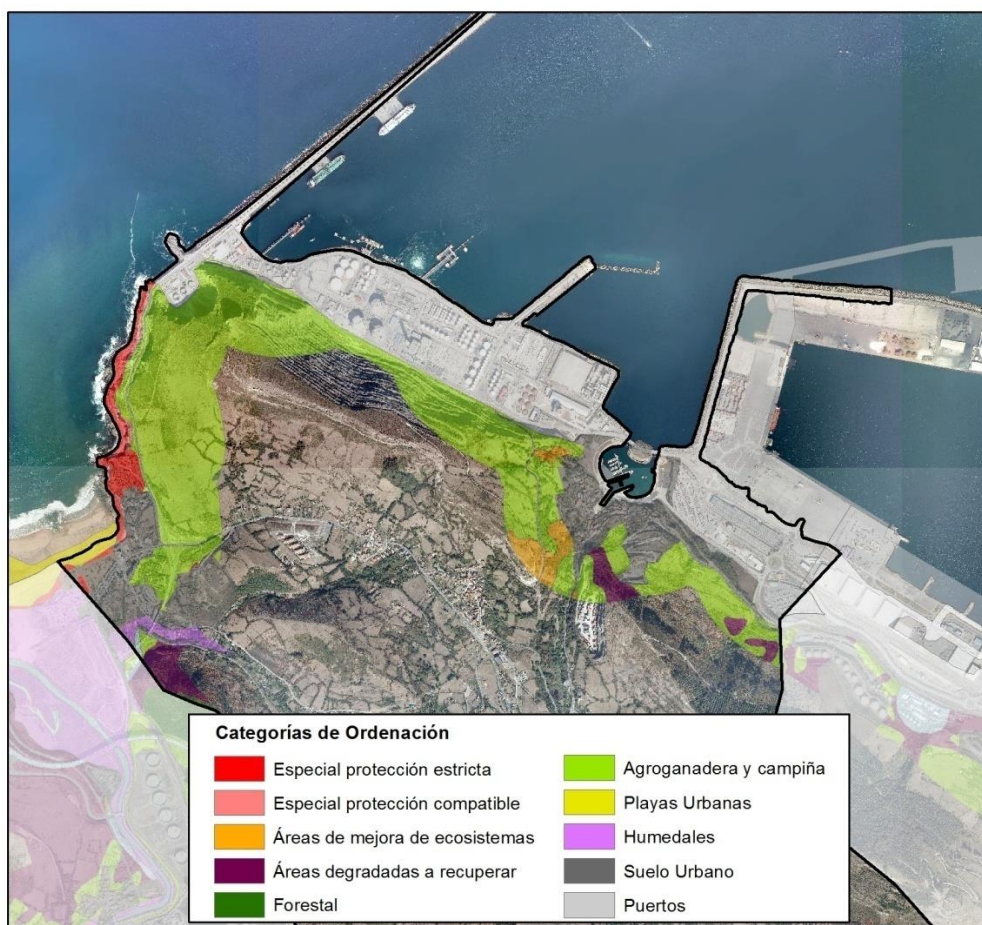 Categorías de Ordenación
Especial protección estricta
Especial protección compatible
Áreas de mejora de ecosistemas
Áreas degradadas a recuperar
Forestal
Agroganadera y campiña
Playas Urbanas
Humedales
Suelo Urbano
Puertos